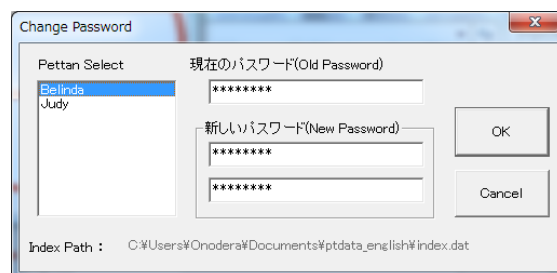 Change Password
Pettan Select
Belinda
Judy
現在のパスワード(Old Password)
********
新しいパスワード(New Password)
********
********
OK
Cancel
Index Path : C:¥Users¥Onodera¥Documents¥ptdata_english¥index.dat